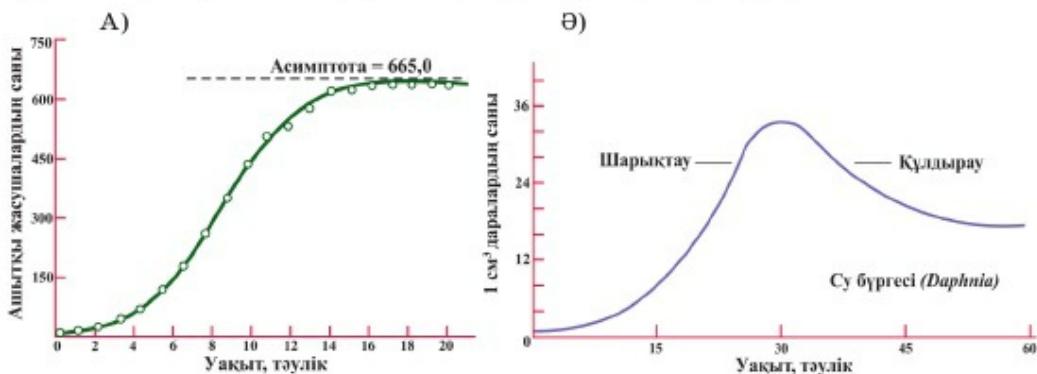 А)
Ашытқы жасушалардың саны
750
600
450
300
150
Асимптота = 665,0
0 2 4 6 8 10 12 14 16 18 20
Уақыт, тәулік
Ә)
1 см³ даралардың саны
36
24
12
0
Шарықтау
Құлдырау
Су бүргесі (Daphnia)
15 30 45 60
Уақыт, тәулік